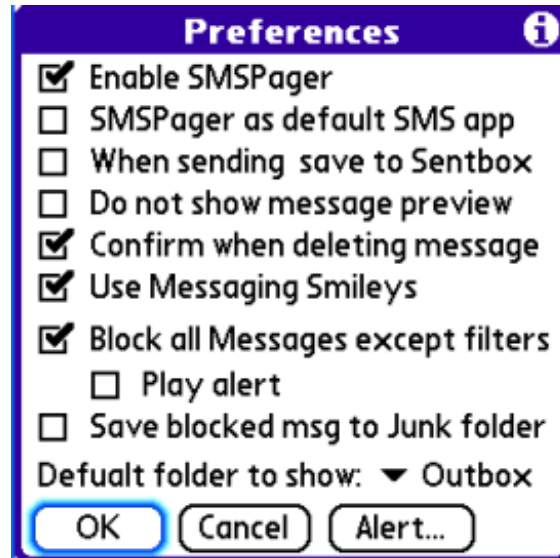 Preferences
Enable SMSPager
SMSPager as default SMS app
When sending save to Sentbox
Do not show message preview
Confirm when deleting message
Use Messaging Smileys
Block all Messages except filters
Play alert
Save blocked msg to Junk folder
Defualt folder to show: Outbox
OK Cancel Alert...